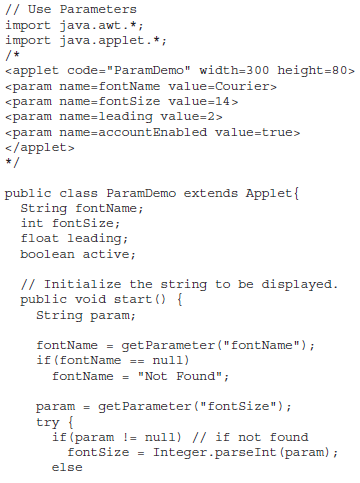 // Use Parameters
import java.awt.*;
import java.applet.*;
/*
<applet code="ParamDemo" width=300 height=80>
<param name=fontName value=Courier>
<param name=fontSize value=14>
<param name=leading value=2>
<param name=accountEnabled value=true>
</applet>
*/

public class ParamDemo extends Applet{
  String fontName;
  int fontSize;
  float leading;
  boolean active;

  // Initialize the string to be displayed.
  public void start() {
    String param;

    fontName = getParameter("fontName");
    if(fontName == null)
      fontName = "Not Found";

    param = getParameter("fontSize");
    try {
      if(param != null) // if not found
        fontSize = Integer.parseInt(param);
      else